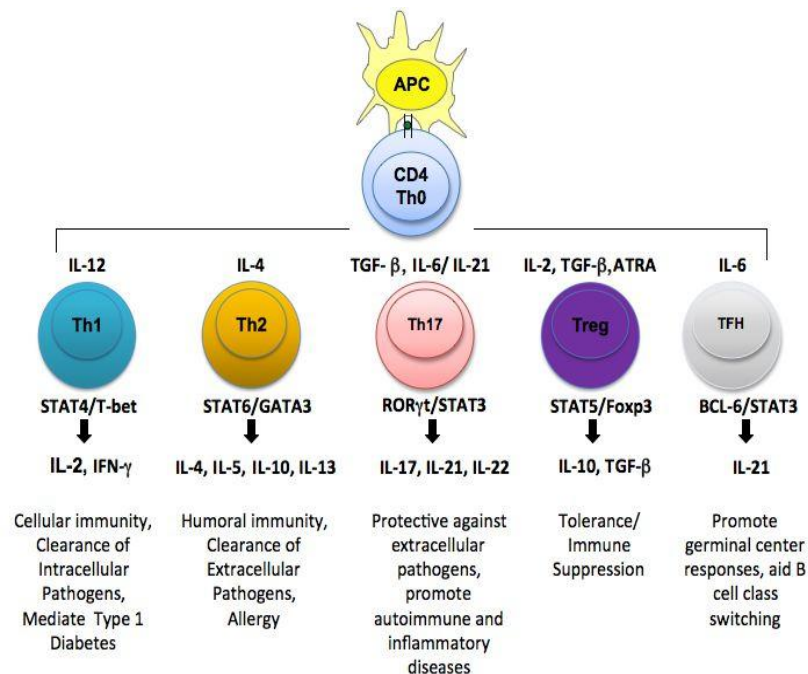 APC
CD4
Th0
IL-12
IL-4
TGF- β, IL-6/ IL-21
IL-2, TGF-β,ATRA
IL-6
Th1
Th2
Th17
Treg
TFH
STAT4/T-bet
STAT6/GATA3
RORγt/STAT3
STAT5/Foxp3
BCL-6/STAT3
IL-2, IFN-γ
IL-4, IL-5, IL-10, IL-13
IL-17, IL-21, IL-22
IL-10, TGF-β
IL-21
Cellular immunity,
Clearance of
Intracellular
Pathogens,
Mediate Type 1
Diabetes
Humoral immunity,
Clearance of
Extracellular
Pathogens,
Allergy
Protective against
extracellular
pathogens,
promote
autoimmune and
inflammatory
diseases
Tolerance/
Immune
Suppression
Promote
germinal center
responses, aid B
cell class
switching